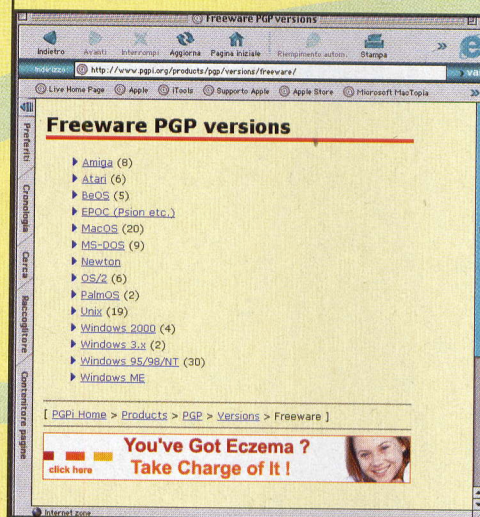 Freeware PGP versions
Indietro Avanti Interrompi Aggiorna Pagina iniziale Riempimento autom. Stampa »
Indirizzo http://www.pgpi.org/products/pgp/versions/freeware/
Live Home Page Apple iTools Supporto Apple Apple Store Microsoft MacTopia »
Preferiti
Cronologia
Cerca
Raccoglitore
Contenitore pagine
Freeware PGP versions
Amiga (8)
Atari (6)
BeOS (5)
EPOC (Psion etc.)
MacOS (20)
MS-DOS (9)
Newton
OS/2 (6)
PalmOS (2)
Unix (19)
Windows 2000 (4)
Windows 3.x (2)
Windows 95/98/NT (30)
Windows ME
[ PGPi Home > Products > PGP > Versions > Freeware ]
You've Got Eczema ?
click here Take Charge of It !
Internet zone